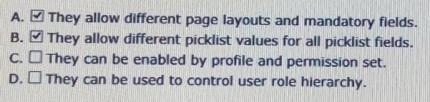 A. ☑ They allow different page layouts and mandatory fields.
B. ☑ They allow different picklist values for all picklist fields.
C. ☐ They can be enabled by profile and permission set.
D. ☐ They can be used to control user role hierarchy.